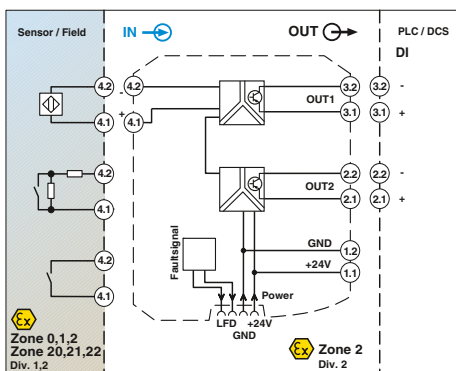 Sensor / Field
IN
OUT
PLC / DCS
DI
4.2
4.2
-
3.2
3.2
-
OUT1
4.1
+
4.1
3.1
3.1
+
4.2
2.2
2.2
-
OUT2
4.1
2.1
2.1
+
GND
1.2
4.2
Faultsignal
+24V
1.1
4.1
Power
LFD
+24V
GND
Ex
Zone 0,1,2
Zone 20,21,22
Div. 1,2
Ex
Zone 2
Div. 2